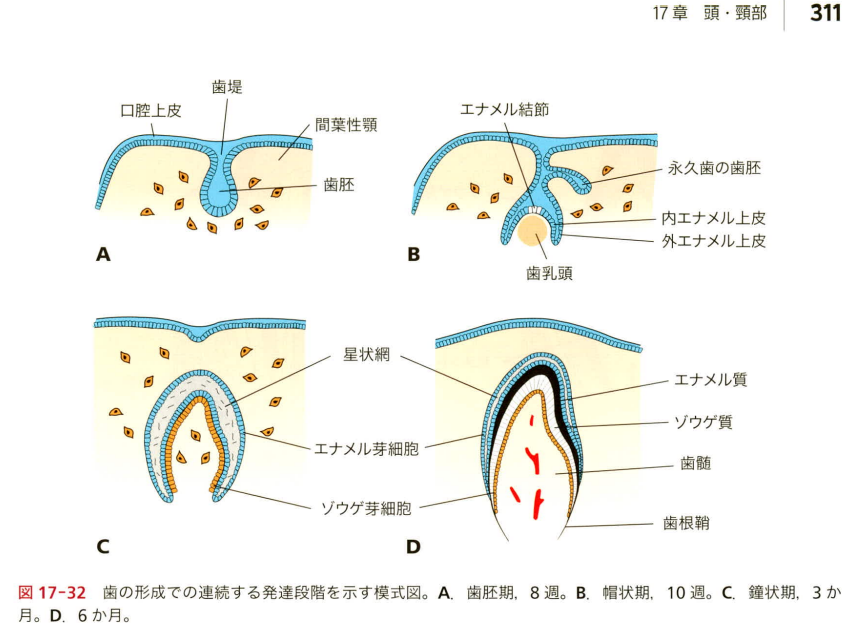 17章 頭・頸部 311
歯堤
口腔上皮
間葉性顎
歯胚
A
エナメル結節
永久歯の歯胚
内エナメル上皮
外エナメル上皮
歯乳頭
B
星状網
エナメル芽細胞
ゾウゲ芽細胞
C
エナメル質
ゾウゲ質
歯髄
歯根鞘
D
図 17-32 歯の形成での連続する発達段階を示す模式図。A. 歯胚期, 8週。B. 帽状期, 10週。C. 鐘状期, 3か
月。D. 6か月。